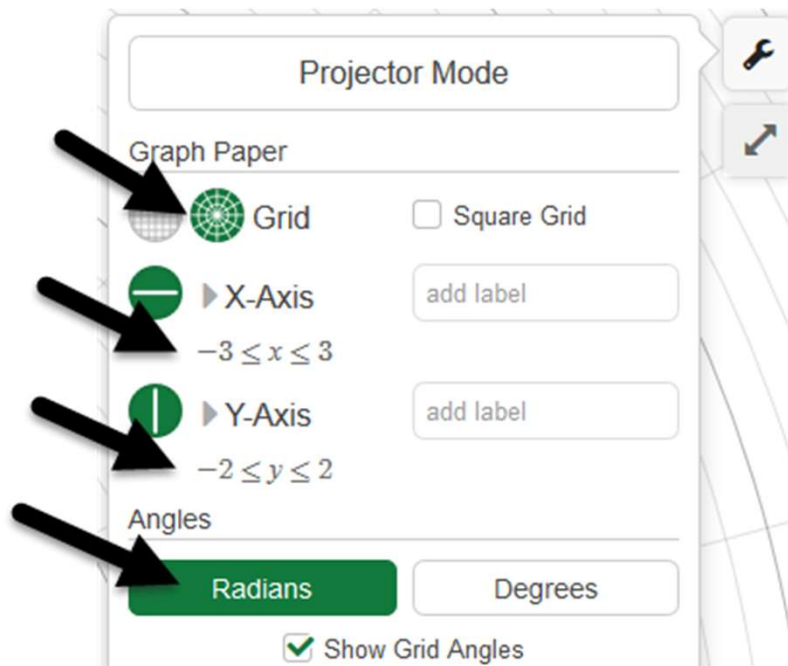 Projector Mode
Graph Paper
Grid Square Grid
X-Axis add label
−3 ≤ x ≤ 3
Y-Axis add label
−2 ≤ y ≤ 2
Angles
Radians Degrees
Show Grid Angles